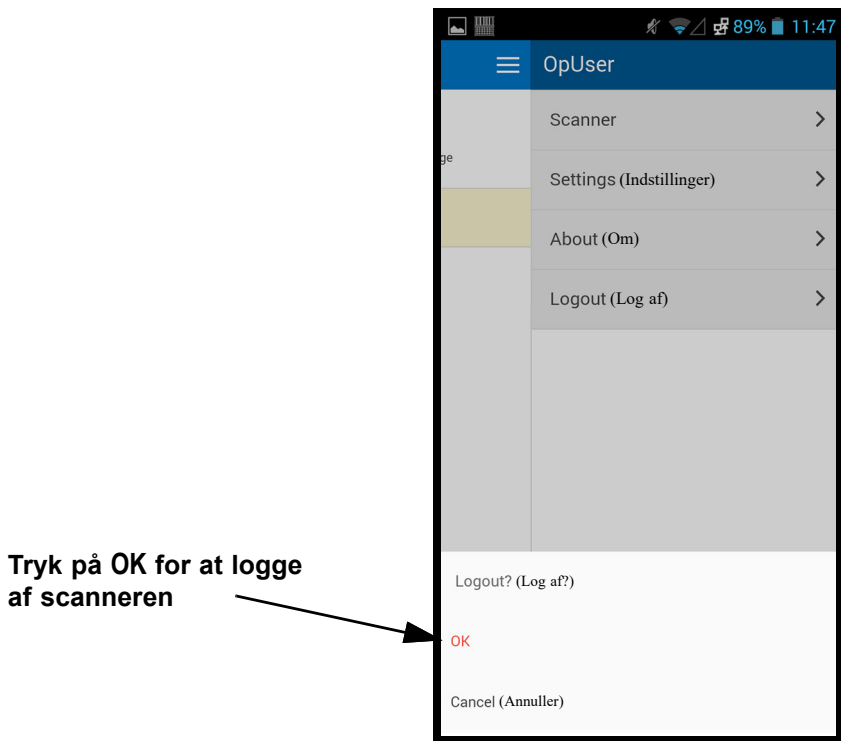 89% 11:47
OpUser
Scanner
ge
Settings (Indstillinger)
About (Om)
Logout (Log af)
Tryk på OK for at logge
af scanneren
Logout? (Log af?)
OK
Cancel (Annuller)